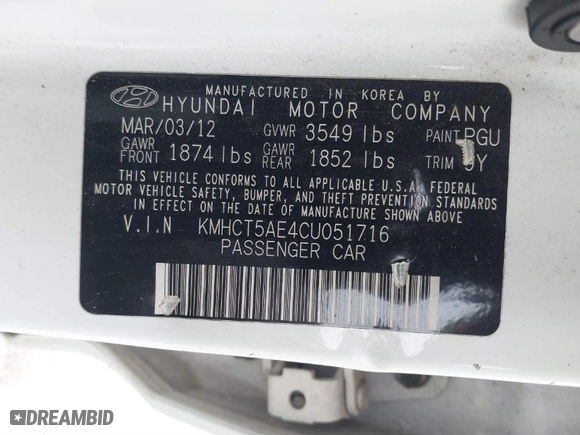 MANUFACTURED IN KOREA BY
HYUNDAI MOTOR COMPANY
MAR/03/12 GVWR 3549 lbs PAINT PGU
GAWR FRONT 1874 lbs GAWR REAR 1852 lbs TRIM
THIS VEHICLE CONFORMS TO ALL APPLICABLE U.S.A. FEDERAL
MOTOR VEHICLE SAFETY, BUMPER, AND THEFT PREVENTION STANDARDS
IN EFFECT ON THE DATE OF MANUFACTURE SHOWN ABOVE.
V.I.N KMHCT5AE4CU051716
PASSENGER CAR
DREAMBID